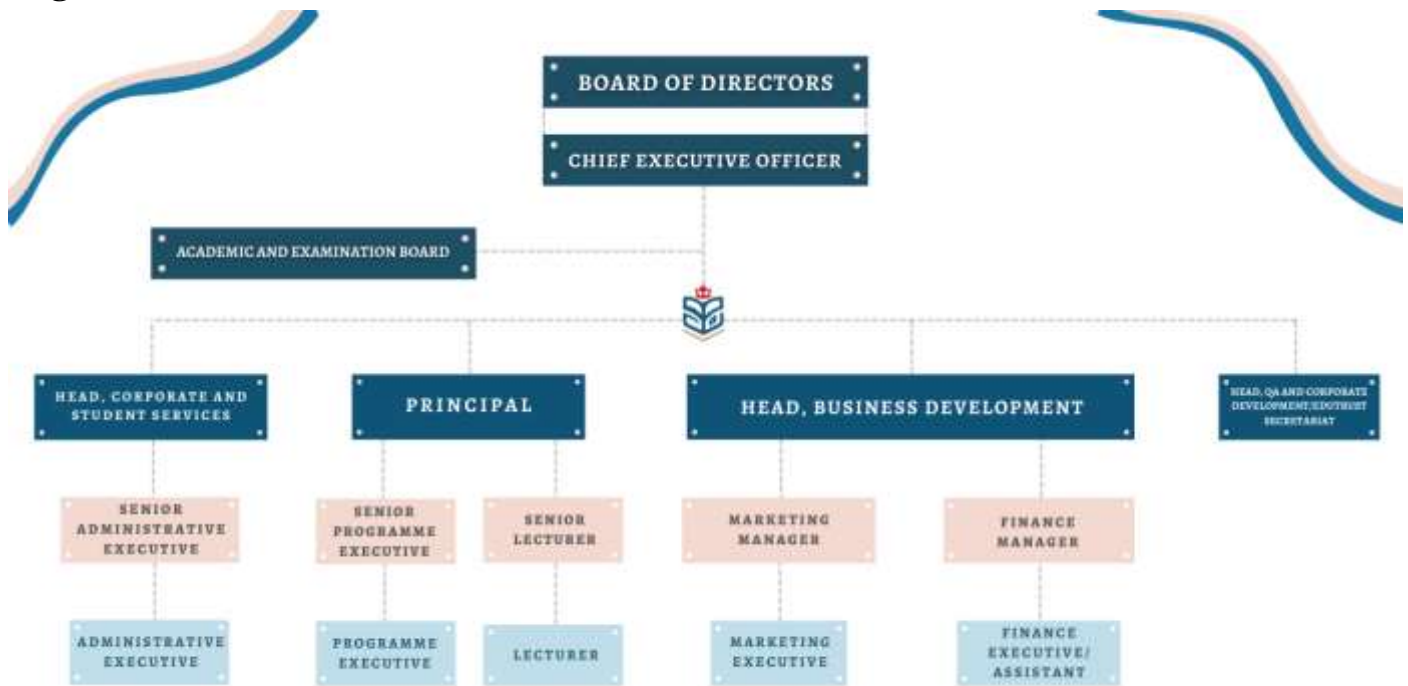 BOARD OF DIRECTORS
CHIEF EXECUTIVE OFFICER
ACADEMIC AND EXAMINATION BOARD
HEAD, CORPORATE AND
STUDENT SERVICES
PRINCIPAL
HEAD, BUSINESS DEVELOPMENT
HEAD, QA AND CORPORATE
DEVELOPMENT/EDUTRUST
SECRETARIAT
SENIOR
ADMINISTRATIVE
EXECUTIVE
SENIOR
PROGRAMME
EXECUTIVE
SENIOR
LECTURER
MARKETING
MANAGER
FINANCE
MANAGER
ADMINISTRATIVE
EXECUTIVE
PROGRAMME
EXECUTIVE
LECTURER
MARKETING
EXECUTIVE
FINANCE
EXECUTIVE/
ASSISTANT